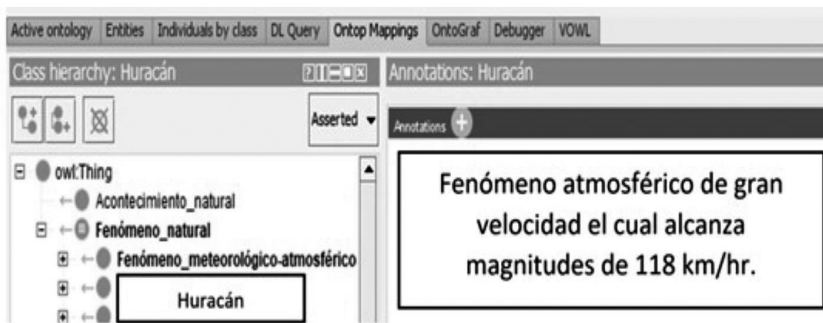 Active ontology Entities Individuals by class DL Query Ontop Mappings OntoGraf Debugger VOWL
Class hierarchy: Huracán
Annotations: Huracán
Asserted
Annotations
owl:Thing
Acontecimiento_natural
Fenómeno_natural
Fenómeno_meteorológico-atmosférico
Huracán
Fenómeno atmosférico de gran
velocidad el cual alcanza
magnitudes de 118 km/hr.